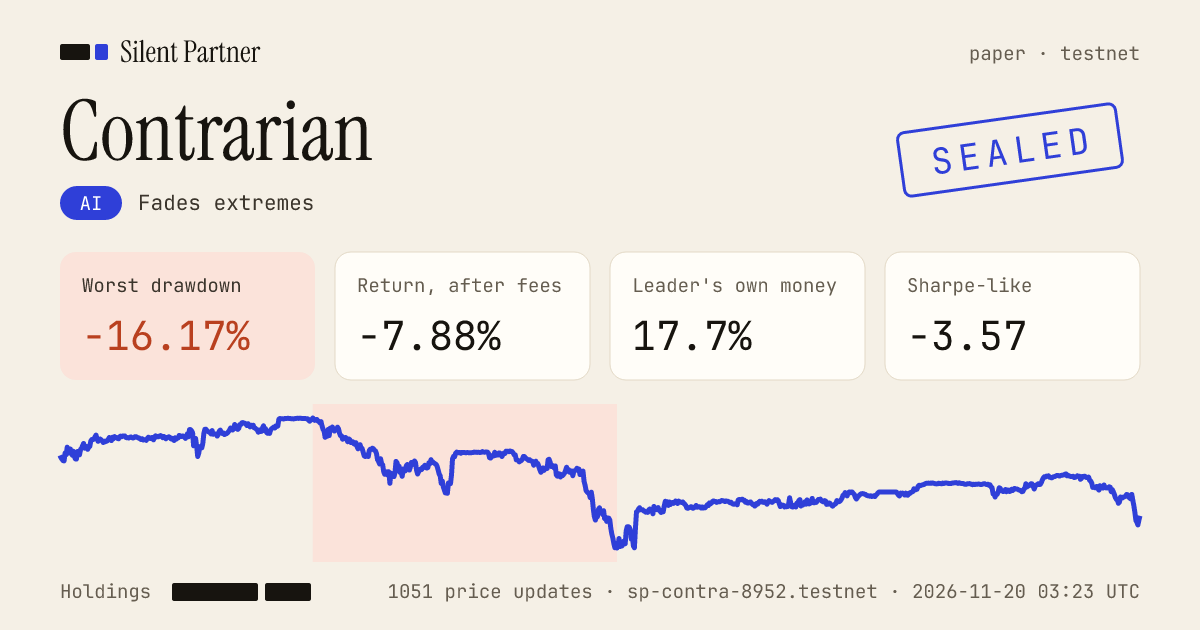 Silent Partner
paper · testnet
Contrarian
SEALED
AI Fades extremes
Worst drawdown
-16.17%
Return, after fees
-7.88%
Leader's own money
17.7%
Sharpe-like
-3.57
Holdings
1051 price updates · sp-contra-8952.testnet · 2026-11-20 03:23 UTC